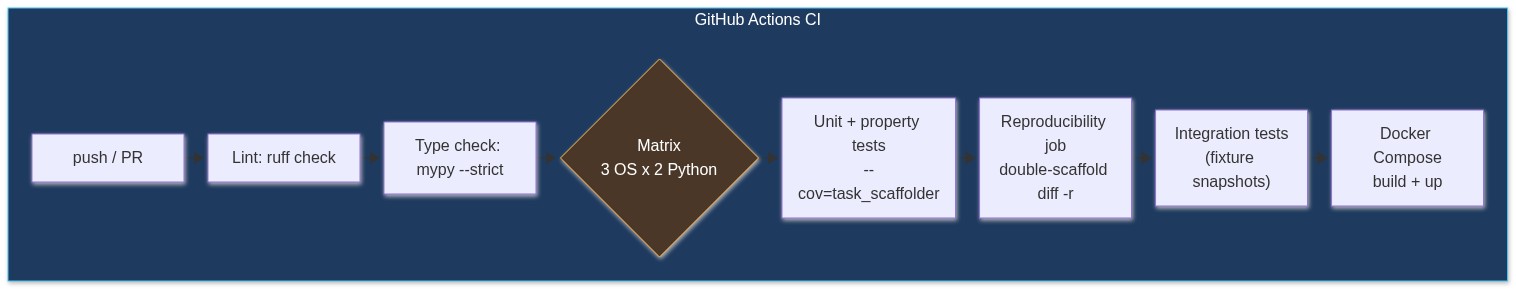 GitHub Actions CI
push / PR
Lint: ruff check
Type check:
mypy --strict
Matrix
3 OS x 2 Python
Unit + property
tests
--
cov=task_scaffolder
Reproducibility
job
double-scaffold
diff -r
Integration tests
(fixture
snapshots)
Docker
Compose
build + up